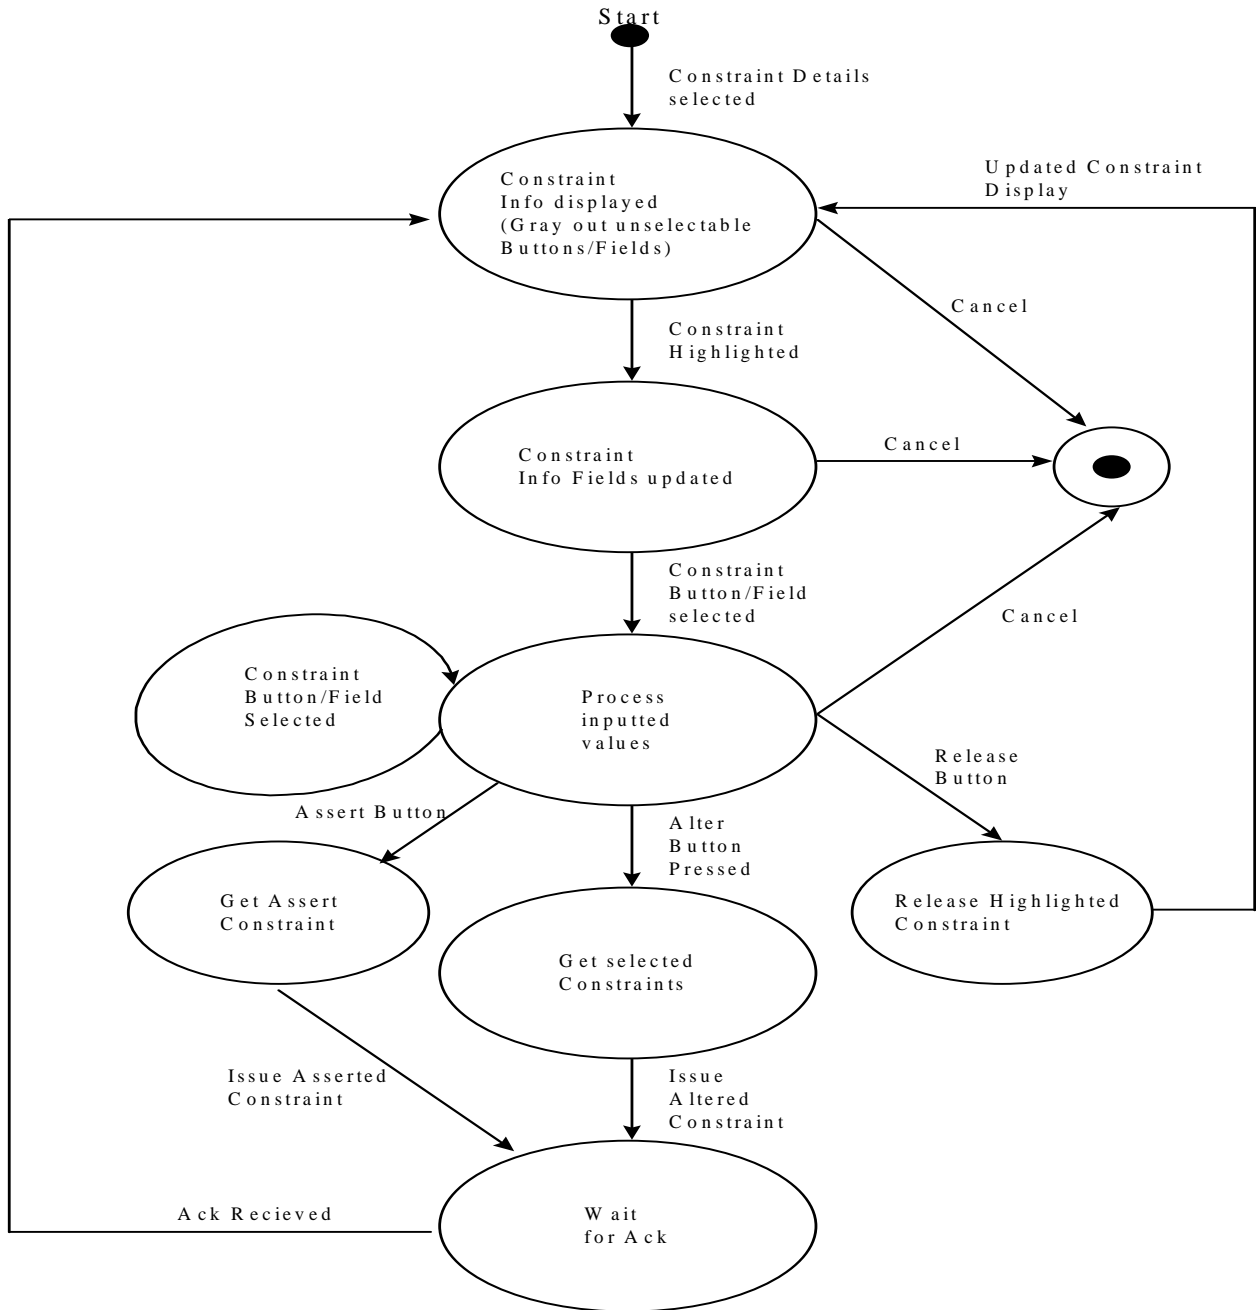 Start
Constraint Details
selected
Constraint
Info displayed
(Gray out unselectable
Buttons/Fields)
Updated Constraint
Display
Cancel
Constraint
Highlighted
Constraint
Info Fields updated
Cancel
Constraint
Button/Field
selected
Cancel
Constraint
Button/Field
Selected
Process
inputted
values
Release
Button
Assert Button
Alter
Button
Pressed
Get Assert
Constraint
Release Highlighted
Constraint
Get selected
Constraints
Issue Asserted
Constraint
Issue
Altered
Constraint
Ack Recieved
Wait
for Ack